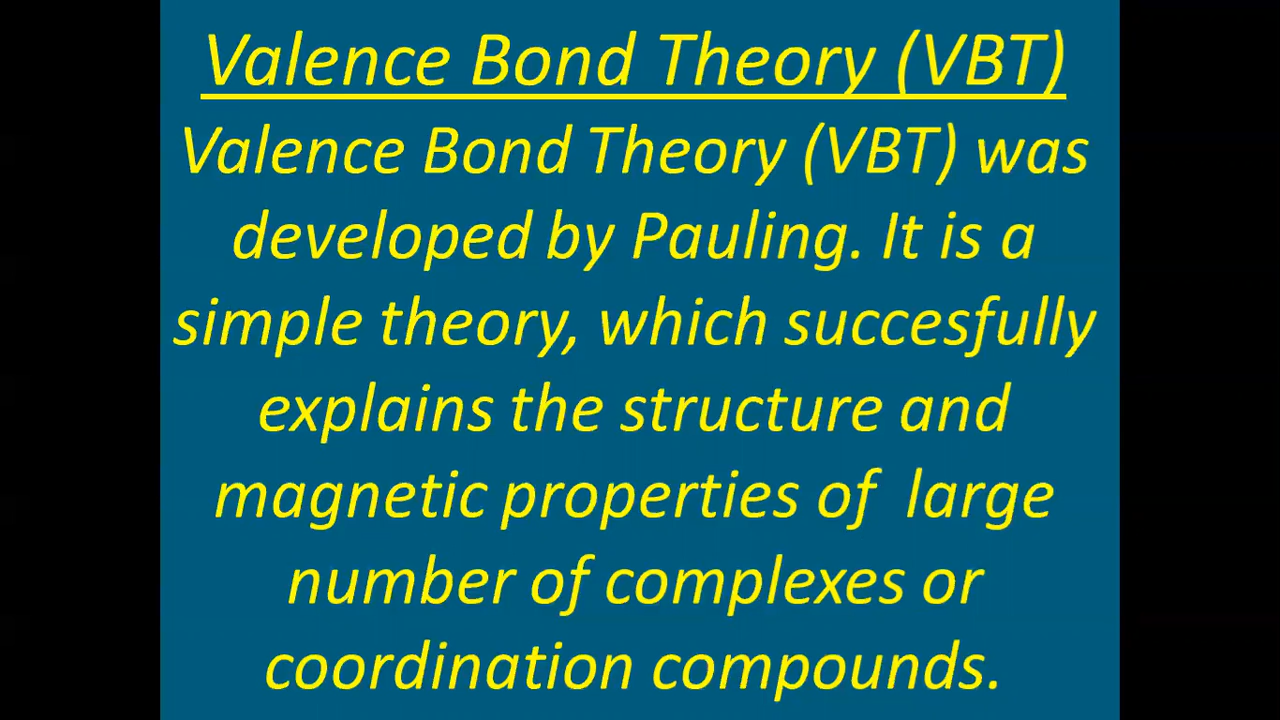 Valence Bond Theory (VBT)
Valence Bond Theory (VBT) was
developed by Pauling. It is a
simple theory, which succesfully
explains the structure and
magnetic properties of  large
number of complexes or
coordination compounds.